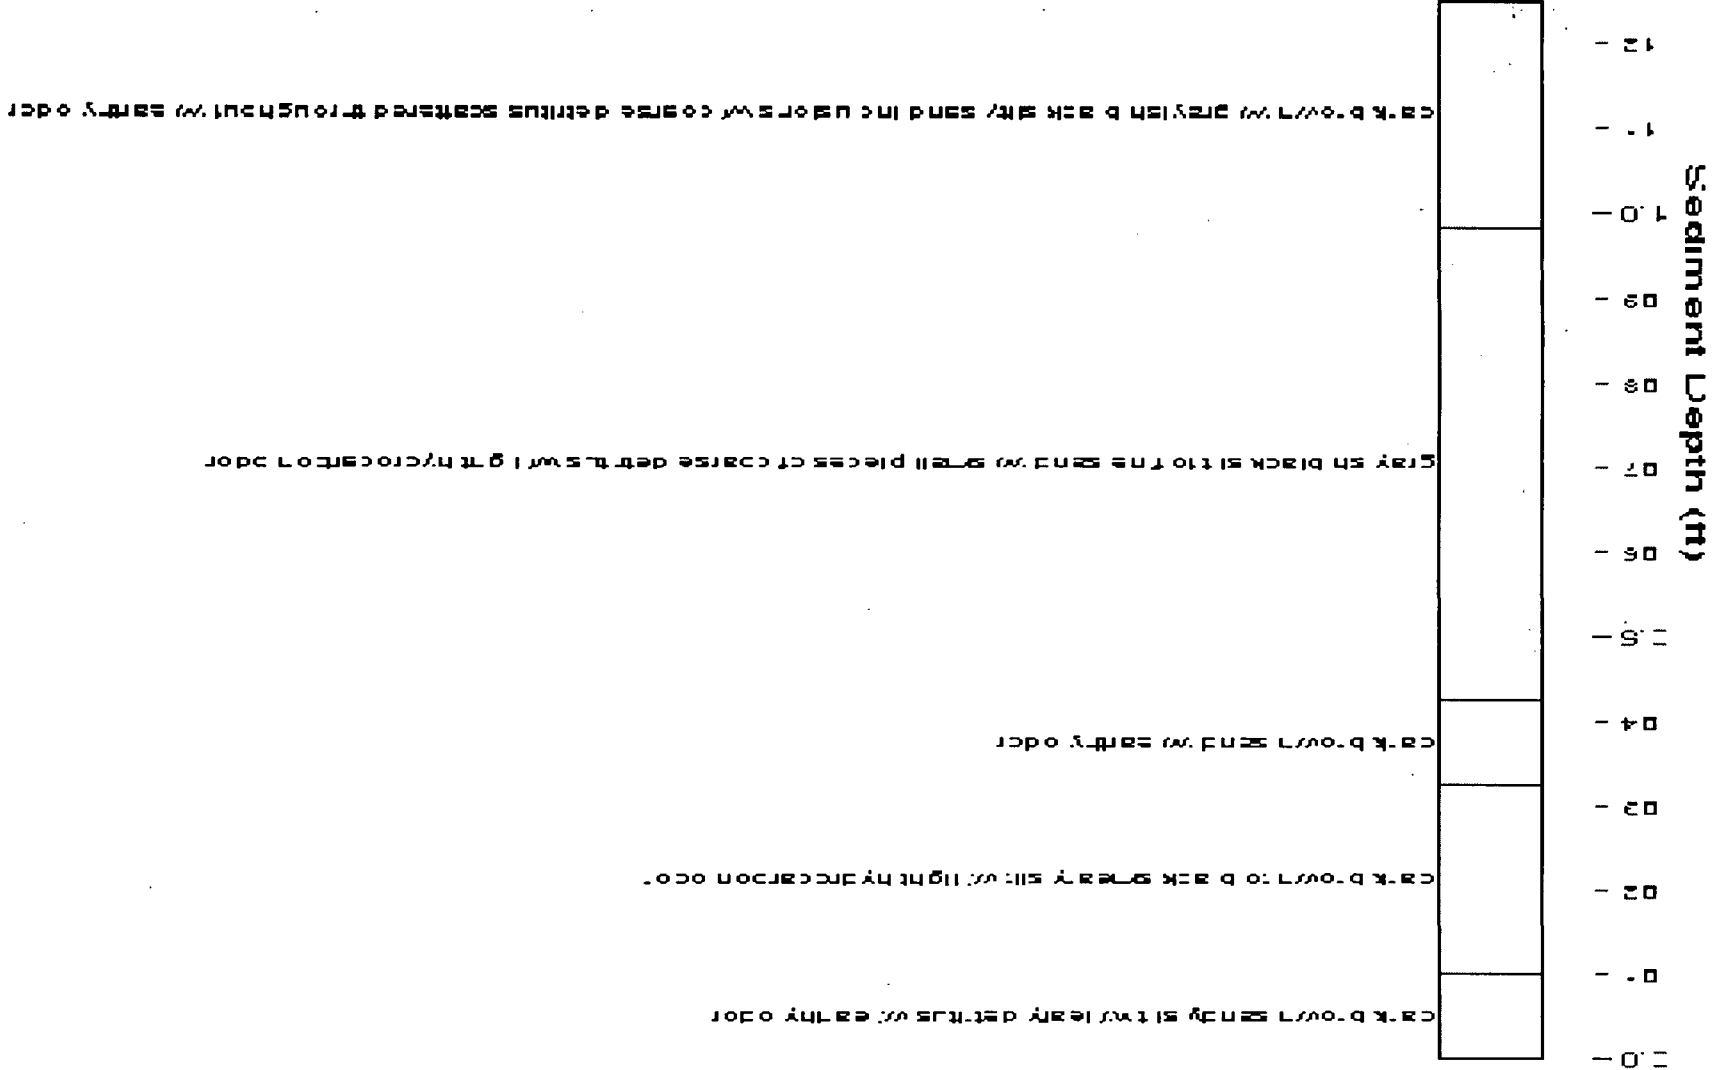 Sediment Depth (ft)
0.0
dark brown sandy silt w/ leafy detritus w/ earthy odor
0.1
0.2
dark brown to black smeary silt w/ light hydrocarbon odor
0.3
dark brown sand w/ earthy odor
0.4
0.5
0.6
0.7
grayish black silt to fine sand w/ small pieces of coarse detritus w/ light hydrocarbon odor
0.8
0.9
1.0
1.1
dark brown w/ grayish black silty sand inclusions w/ coarse detritus scattered throughout w/ earthy odor
1.2